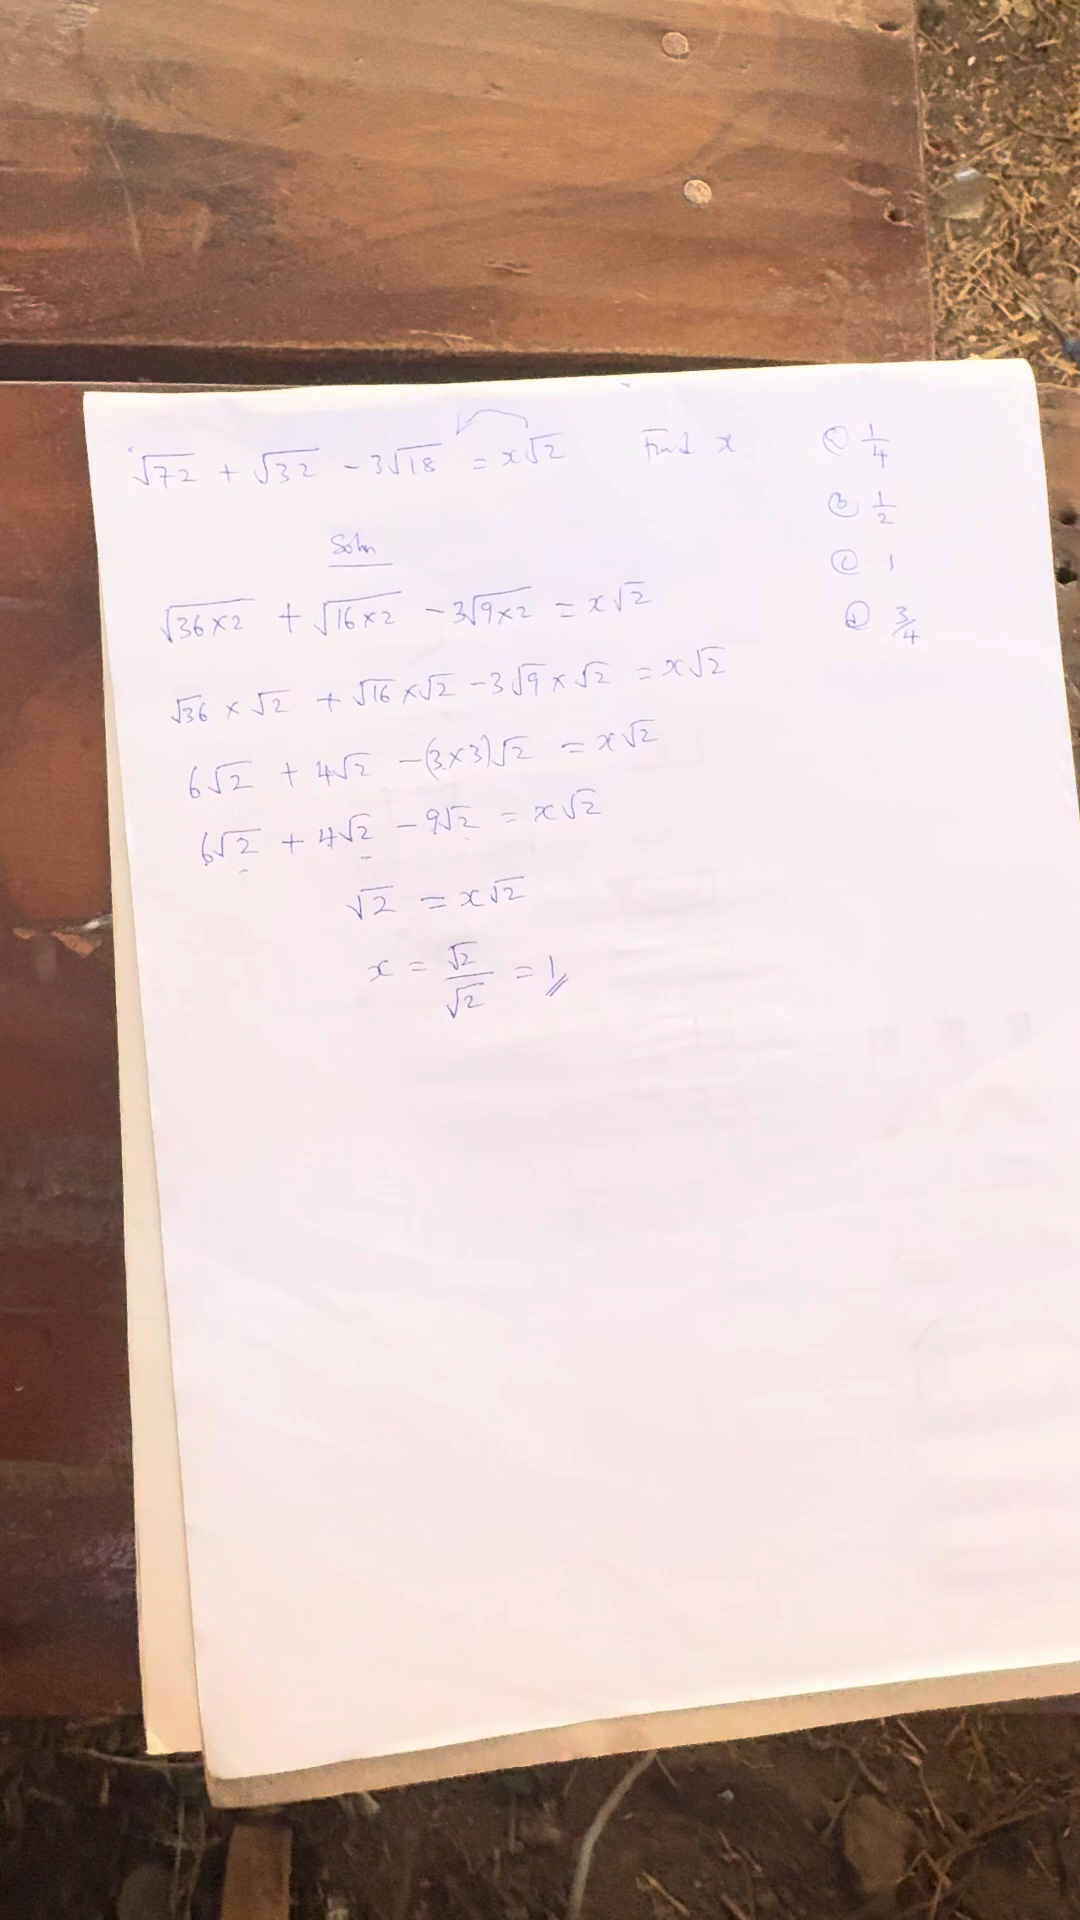 √72 + √32 - 3√18 = x√2 Find x
Ⓐ 1/4
Ⓑ 1/2
Ⓒ 1
Ⓓ 3/4
Soln
√36×2 + √16×2 - 3√9×2 = x√2
√36 × √2 + √16 × √2 - 3√9 × √2 = x√2
6√2 + 4√2 - (3×3)√2 = x√2
6√2 + 4√2 - 9√2 = x√2
√2 = x√2
x = √2/√2 = 1